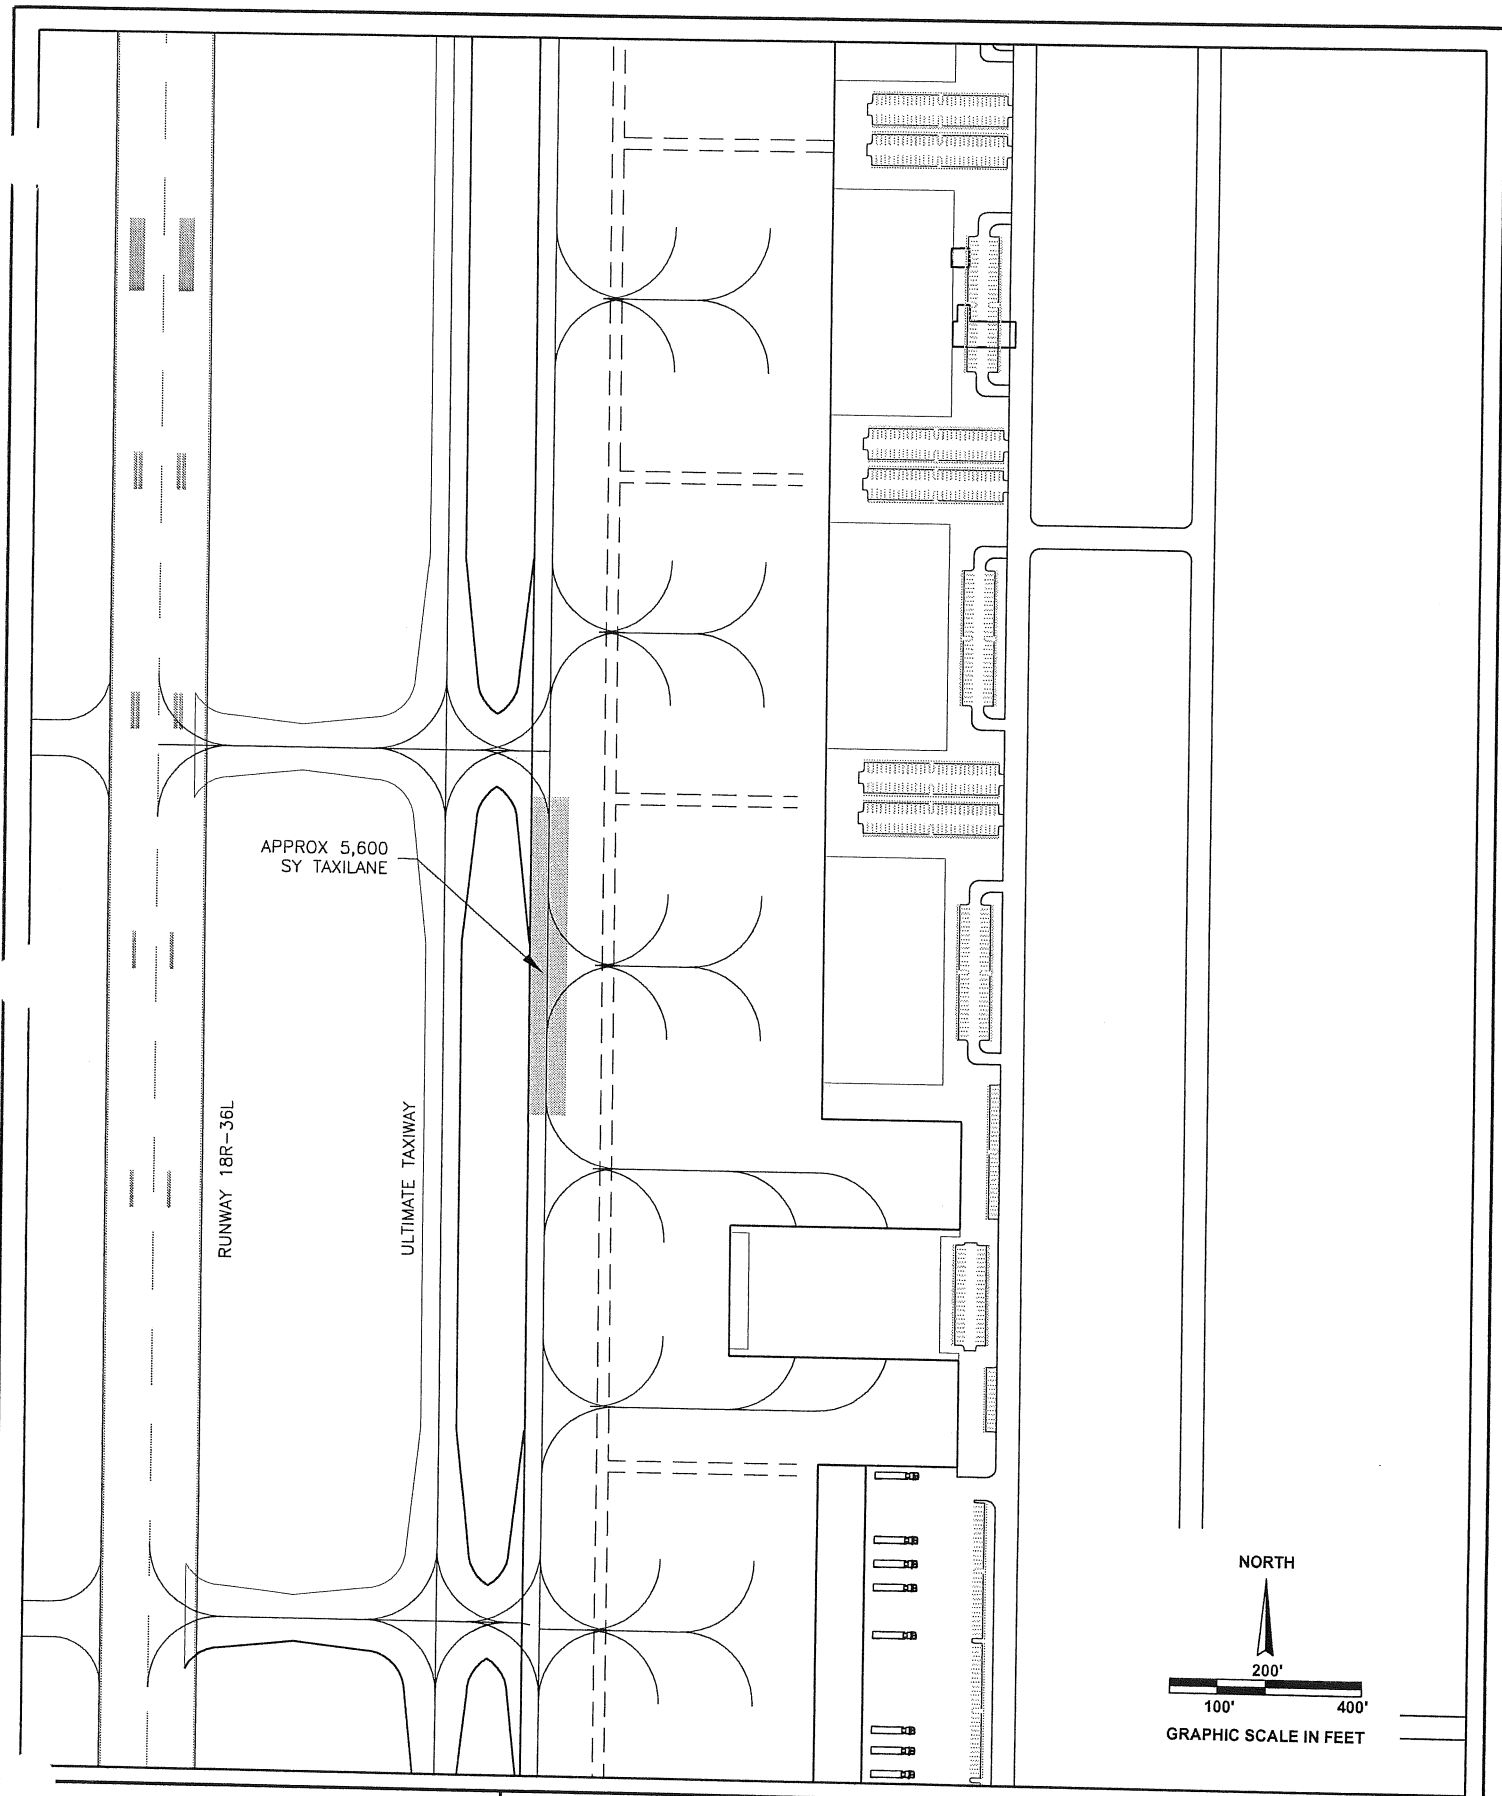 APPROX 5,600
SY TAXILANE
RUNWAY 18R-36L
ULTIMATE TAXIWAY
NORTH
200'
100'
400'
GRAPHIC SCALE IN FEET